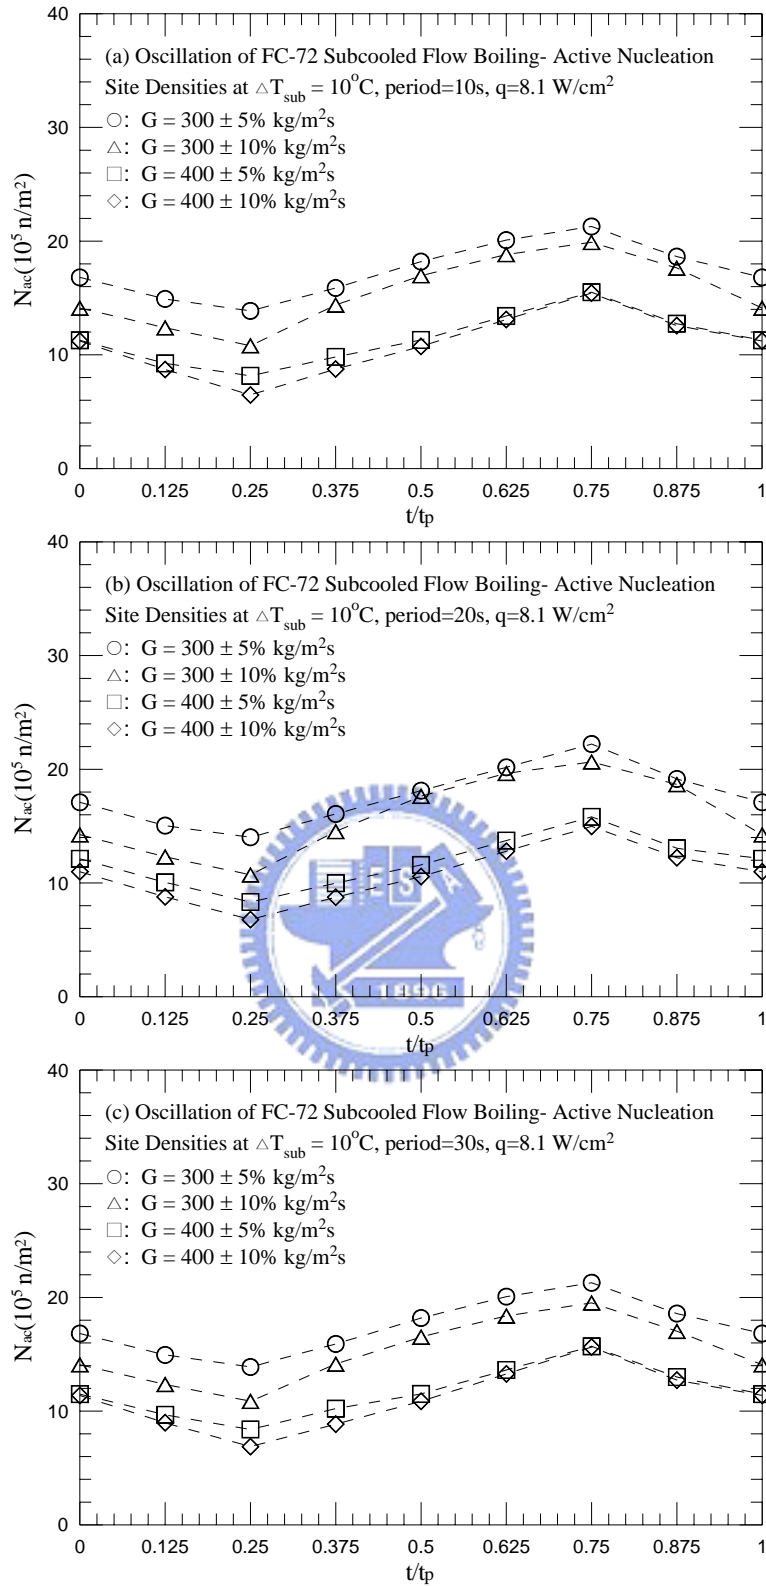 40
(a) Oscillation of FC-72 Subcooled Flow Boiling- Active Nucleation
Site Densities at △Tsub = 10°C, period=10s, q=8.1 W/cm²
○: G = 300 ± 5% kg/m²s
△: G = 300 ± 10% kg/m²s
□: G = 400 ± 5% kg/m²s
◇: G = 400 ± 10% kg/m²s
30
20
10
0
Nac(10⁵ n/m²)
0 0.125 0.25 0.375 0.5 0.625 0.75 0.875 1
t/tp
40
(b) Oscillation of FC-72 Subcooled Flow Boiling- Active Nucleation
Site Densities at △Tsub = 10°C, period=20s, q=8.1 W/cm²
○: G = 300 ± 5% kg/m²s
△: G = 300 ± 10% kg/m²s
□: G = 400 ± 5% kg/m²s
◇: G = 400 ± 10% kg/m²s
30
20
10
0
Nac(10⁵ n/m²)
E S A
1896
0 0.125 0.25 0.375 0.5 0.625 0.75 0.875 1
t/tp
40
(c) Oscillation of FC-72 Subcooled Flow Boiling- Active Nucleation
Site Densities at △Tsub = 10°C, period=30s, q=8.1 W/cm²
○: G = 300 ± 5% kg/m²s
△: G = 300 ± 10% kg/m²s
□: G = 400 ± 5% kg/m²s
◇: G = 400 ± 10% kg/m²s
30
20
10
0
Nac(10⁵ n/m²)
0 0.125 0.25 0.375 0.5 0.625 0.75 0.875 1
t/tp